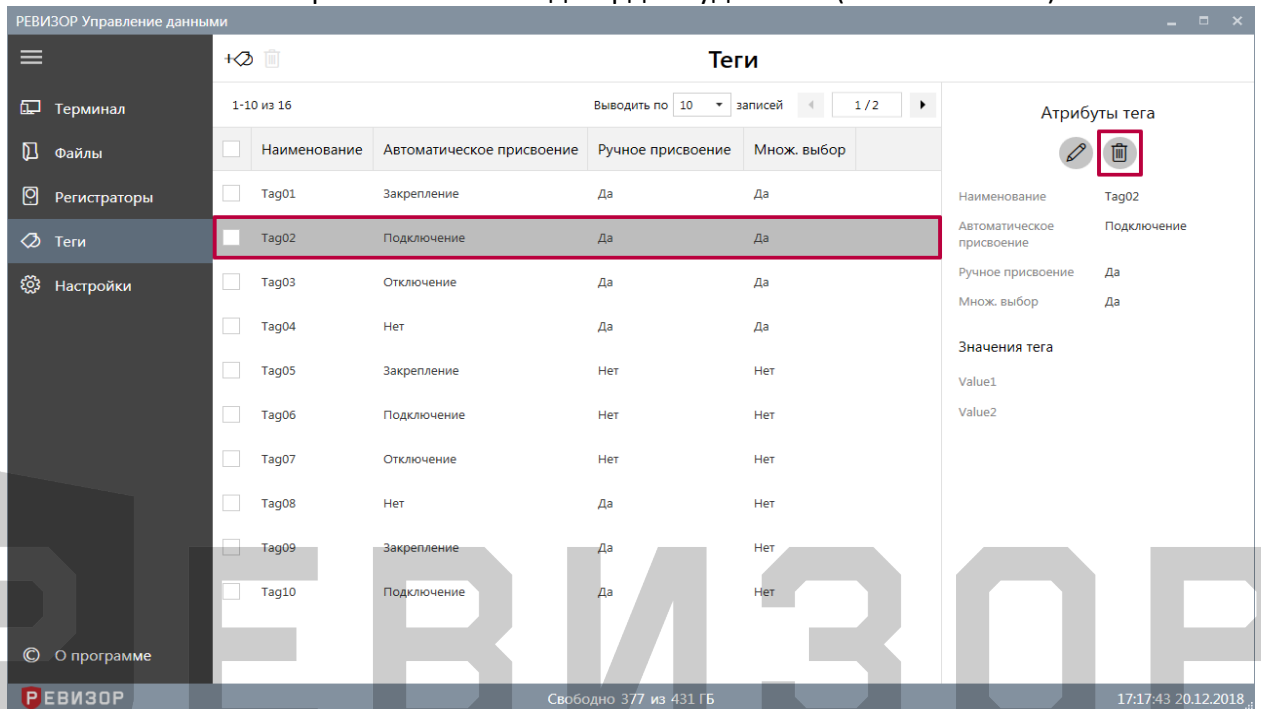 РЕВИЗОР Управление данными
Теги
Терминал
Файлы
Регистраторы
Теги
Настройки
О программе
1-10 из 16
Выводить по 10 записей 1 / 2
Наименование Автоматическое присвоение Ручное присвоение Множ. выбор
Tag01 Закрепление Да Да
Tag02 Подключение Да Да
Tag03 Отключение Да Да
Tag04 Нет Да Да
Tag05 Закрепление Нет Нет
Tag06 Подключение Нет Нет
Tag07 Отключение Нет Нет
Tag08 Нет Да Нет
Tag09 Закрепление Да Нет
Tag10 Подключение Да Нет
Атрибуты тега
Наименование Tag02
Автоматическое присвоение Подключение
Ручное присвоение Да
Множ. выбор Да
Значения тега
Value1
Value2
РЕВИЗОР
РЕВИЗОР Свободно 377 из 431 ГБ 17:17:43 20.12.2018